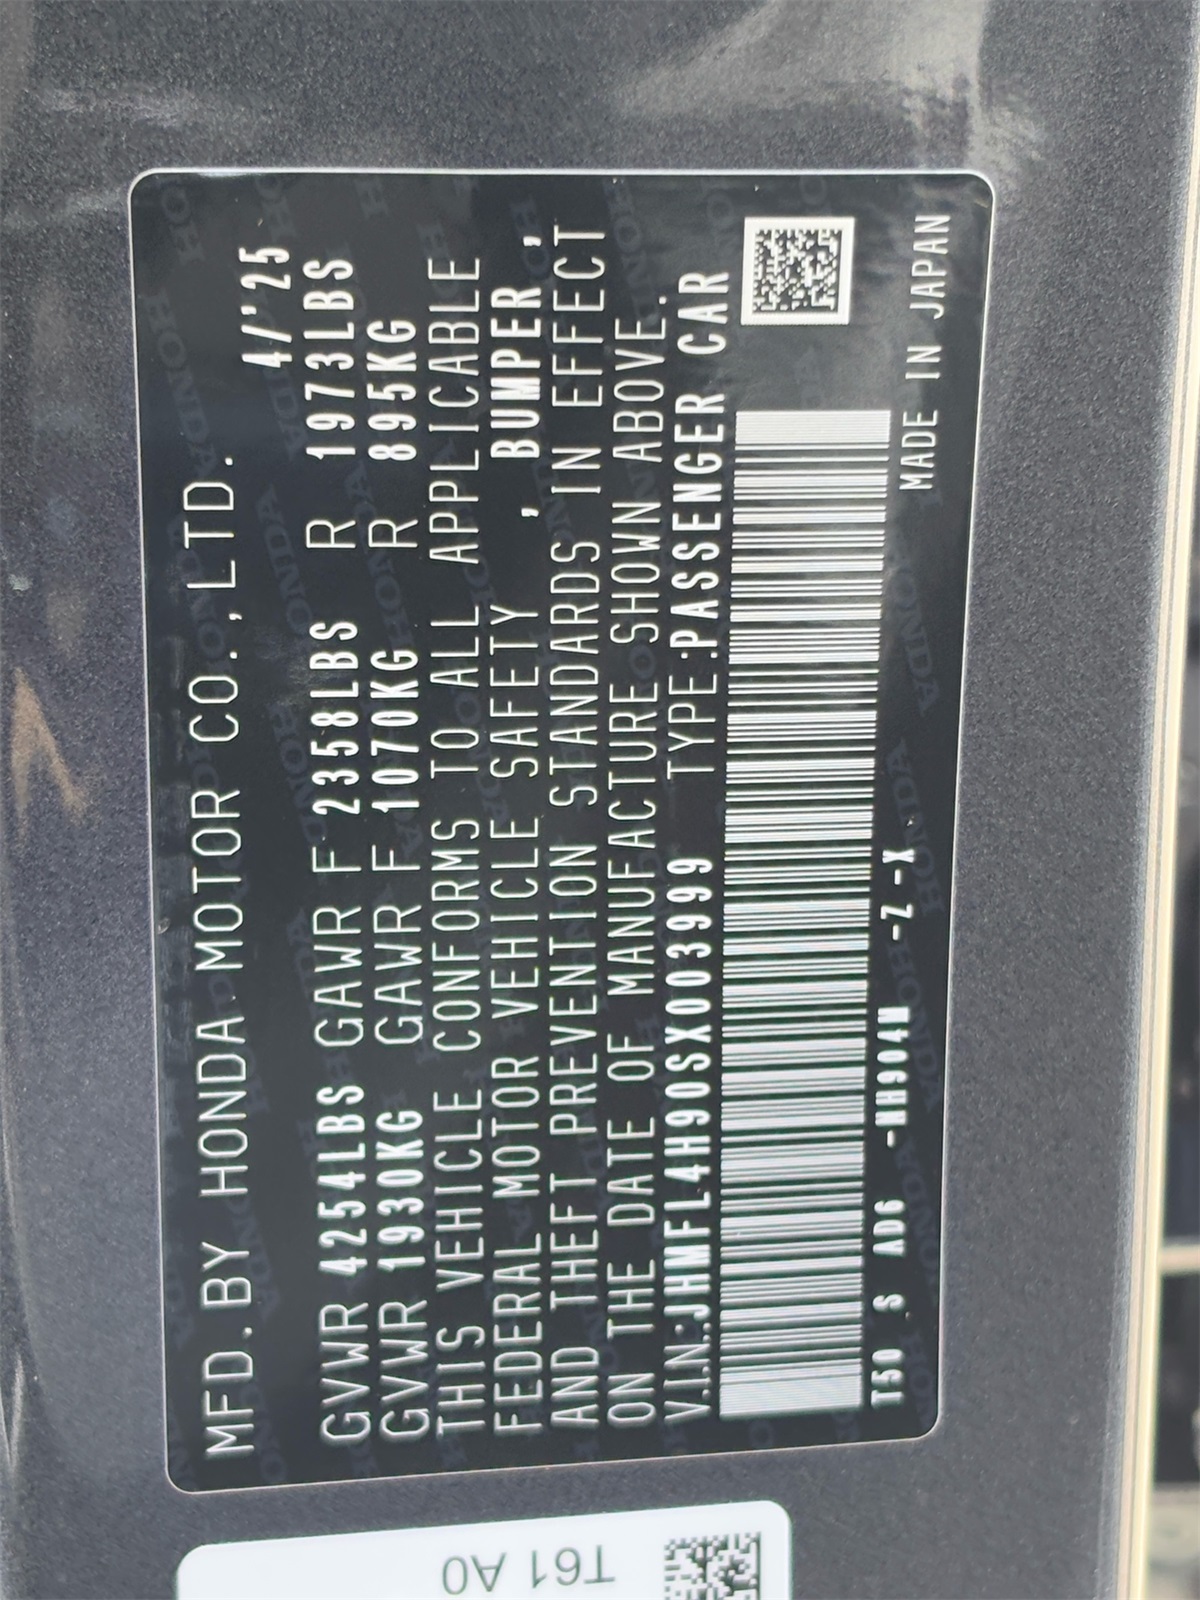 MFD.BY HONDA MOTOR CO.,LTD. 4/'25
GVWR 4254LBS GAWR F 2358LBS R 1973LBS
GVWR 1930KG GAWR F 1070KG R 895KG
THIS VEHICLE CONFORMS TO ALL APPLICABLE
FEDERAL MOTOR VEHICLE SAFETY , BUMPER,
AND THEFT PREVENTION STANDARDS IN EFFECT
ON THE DATE OF MANUFACTURE SHOWN ABOVE.
V.I.N.:JHMFL4H90SX003999 TYPE:PASSENGER CAR
T50 S AD6 -NH904M -Z-X MADE IN JAPAN
T61 A0